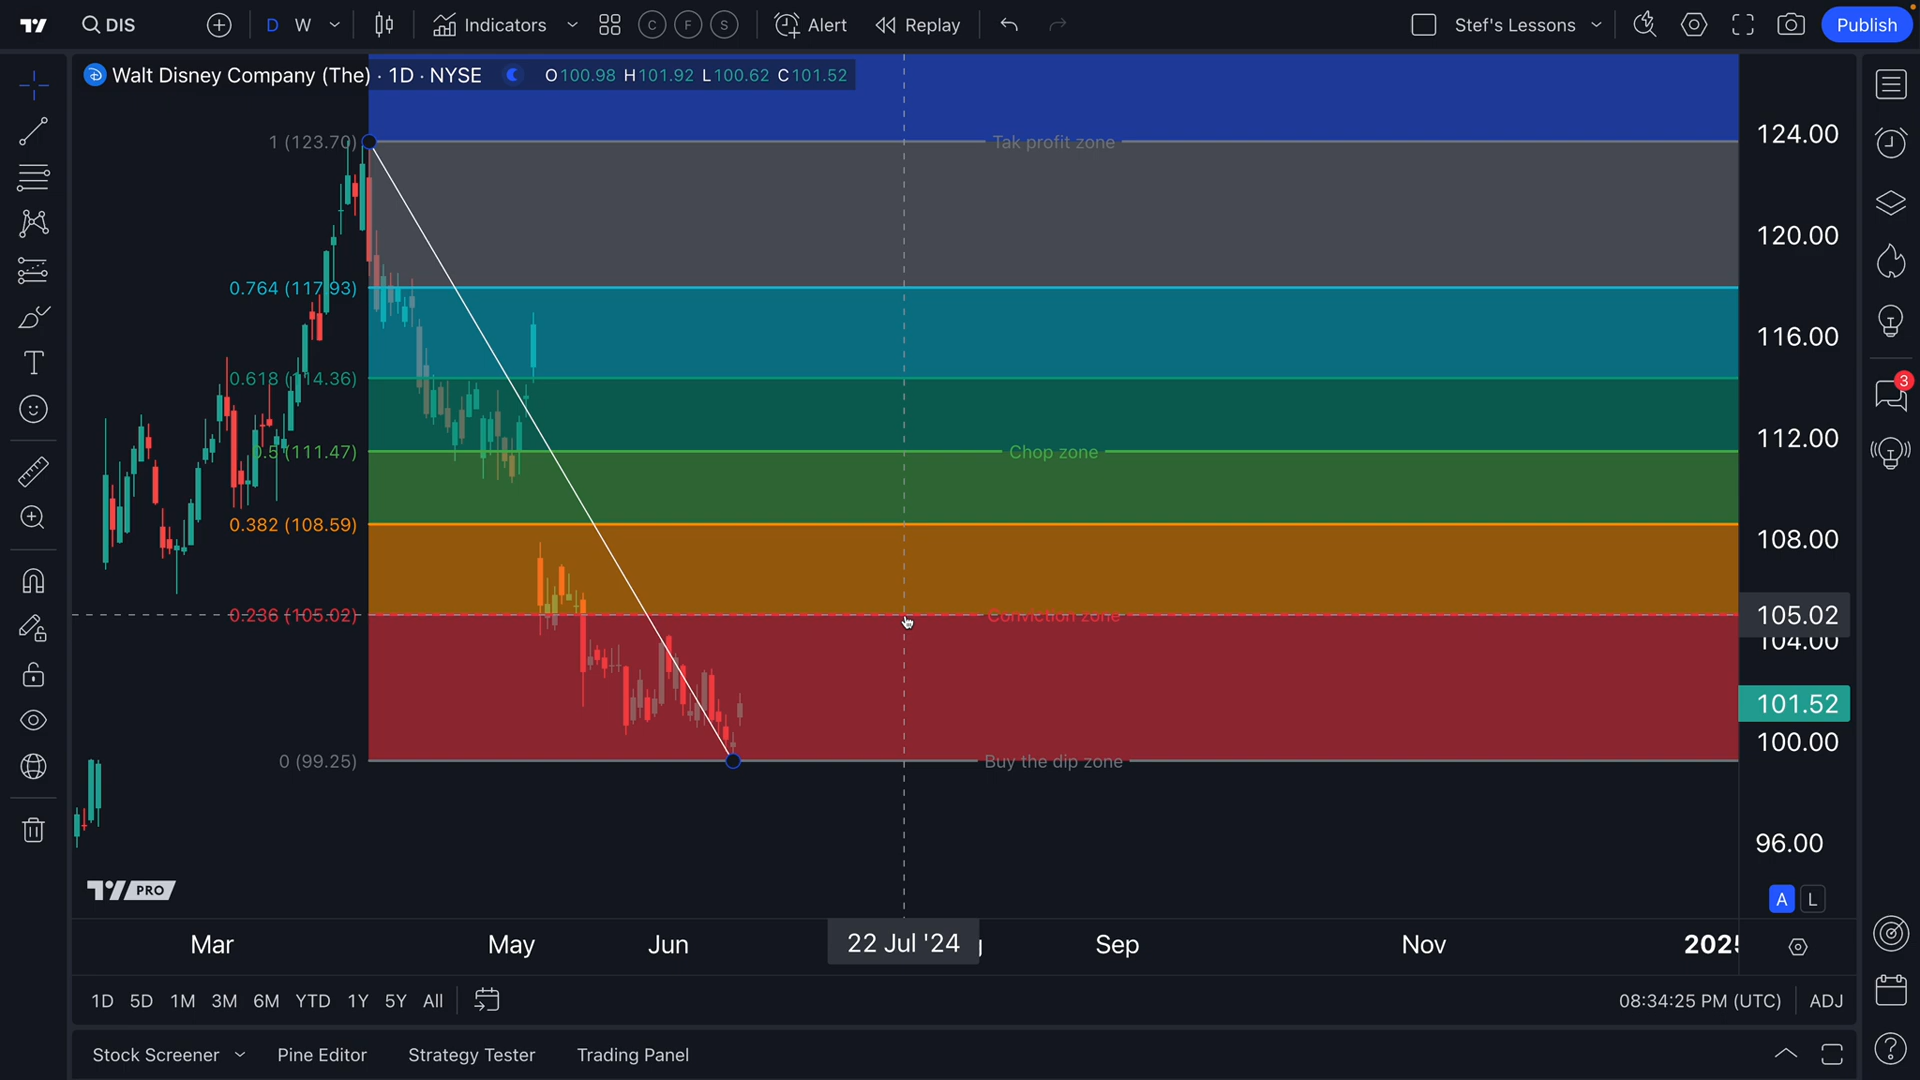 DIS
D W
Indicators
C F S
Alert
Replay
Stef's Lessons
Publish
Walt Disney Company (The) · 1D · NYSE
O100.98 H101.92 L100.62 C101.52
1 (123.70)
Tak profit zone
124.00
120.00
0.764 (117.93)
116.00
0.618 (114.36)
3
112.00
0.5 (111.47)
Chop zone
0.382 (108.59)
108.00
0.236 (105.02)
Conviction zone
105.02
104.00
101.52
100.00
0 (99.25)
Buy the dip zone
96.00
PRO
A L
Mar May Jun 22 Jul '24 Sep Nov 2025
1D 5D 1M 3M 6M YTD 1Y 5Y All
08:34:25 PM (UTC) ADJ
Stock Screener Pine Editor Strategy Tester Trading Panel